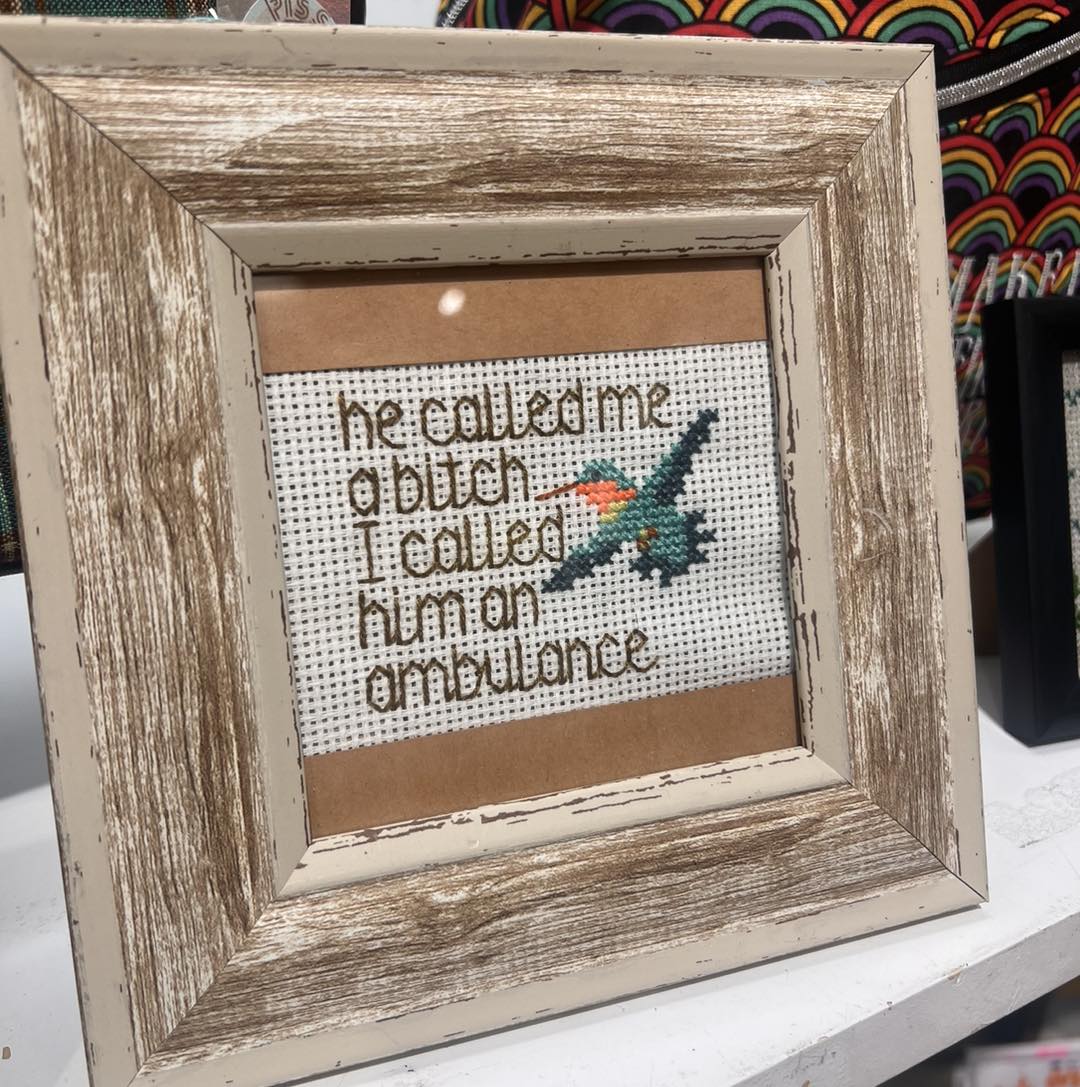 he called me
a bitch
I called
him an
ambulance